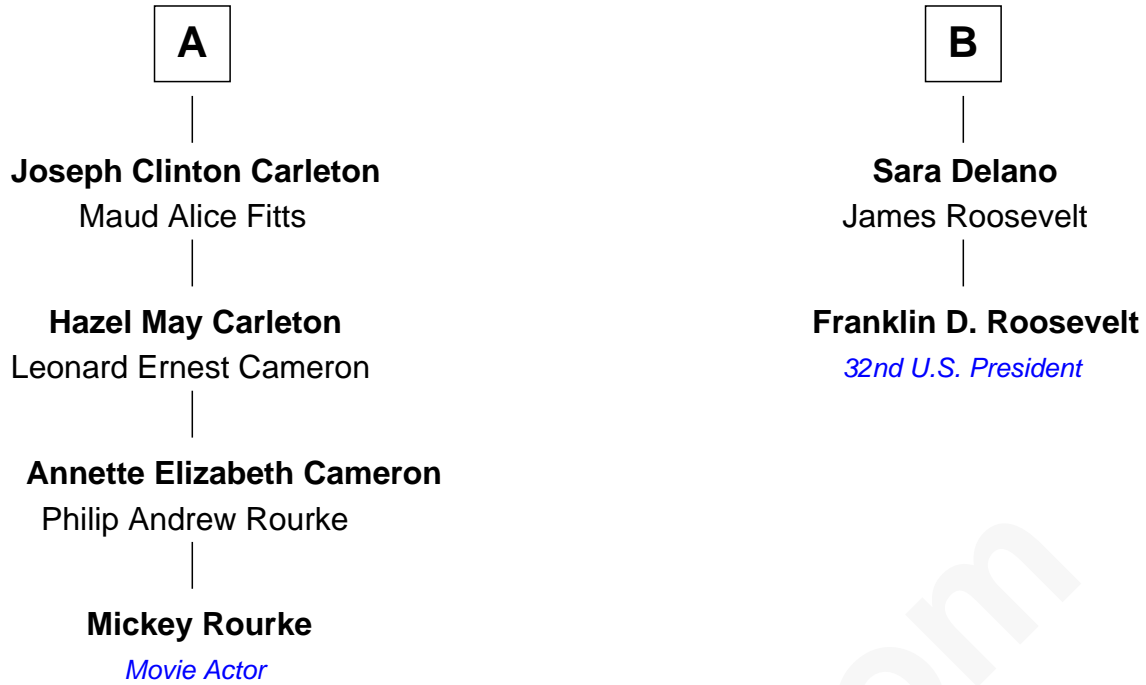 A
Joseph Clinton Carleton
Maud Alice Fitts
Hazel May Carleton
Leonard Ernest Cameron
Annette Elizabeth Cameron
Philip Andrew Rourke
Mickey Rourke
Movie Actor
B
Sara Delano
James Roosevelt
Franklin D. Roosevelt
32nd U.S. President
om